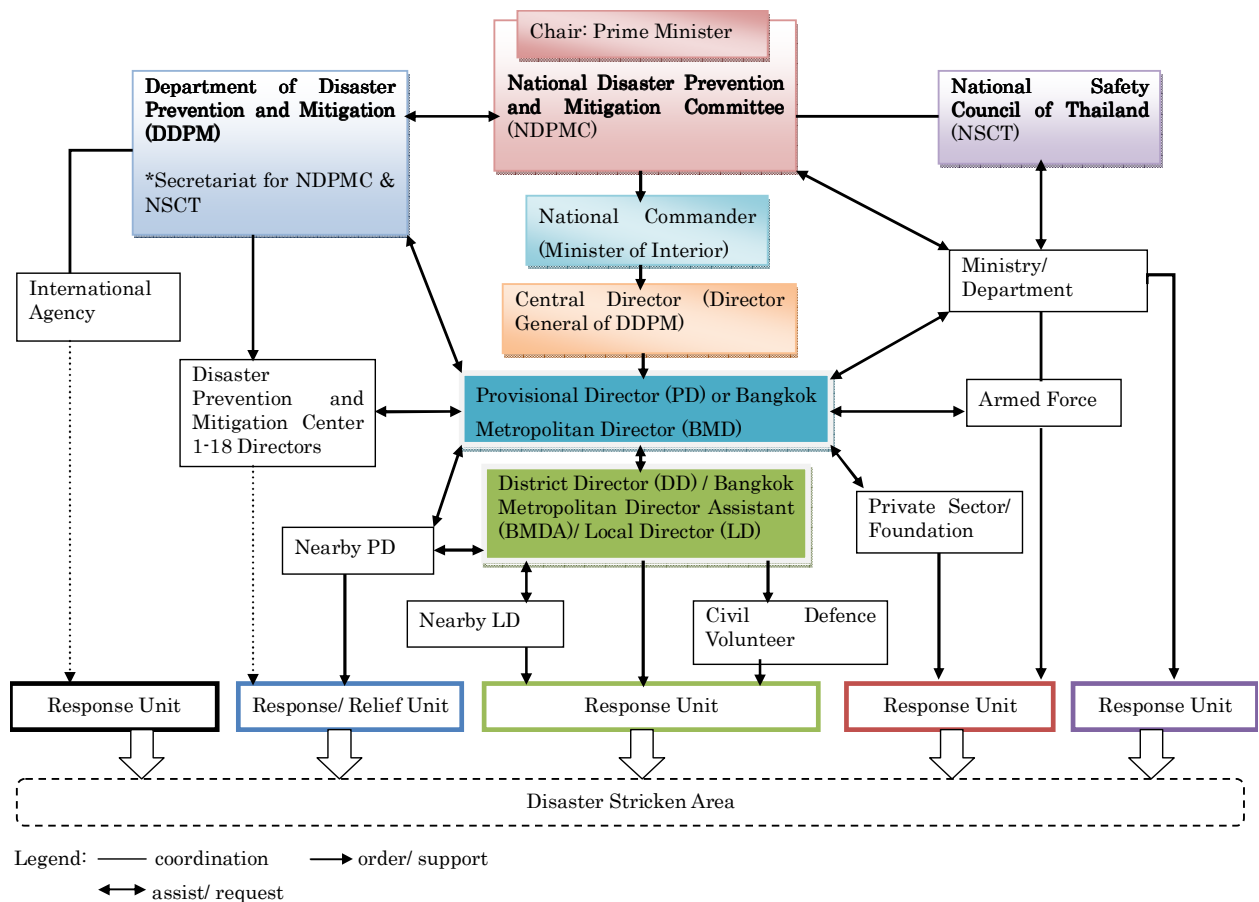 Chair: Prime Minister
National Disaster Prevention
and Mitigation Committee
(NDPMC)
Department of Disaster
Prevention and Mitigation
(DDPM)
*Secretariat for NDPMC &
NSCT
National Safety
Council of Thailand
(NSCT)
National Commander
(Minister of Interior)
International
Agency
Ministry/
Department
Central Director (Director
General of DDPM)
Disaster
Prevention and
Mitigation Center
1-18 Directors
Provisional Director (PD) or Bangkok
Metropolitan Director (BMD)
Armed Force
District Director (DD) / Bangkok
Metropolitan Director Assistant
(BMDA)/ Local Director (LD)
Private Sector/
Foundation
Nearby PD
Nearby LD
Civil Defence
Volunteer
Response Unit
Response/ Relief Unit
Response Unit
Response Unit
Response Unit
Disaster Stricken Area
Legend: coordination order/ support
assist/ request